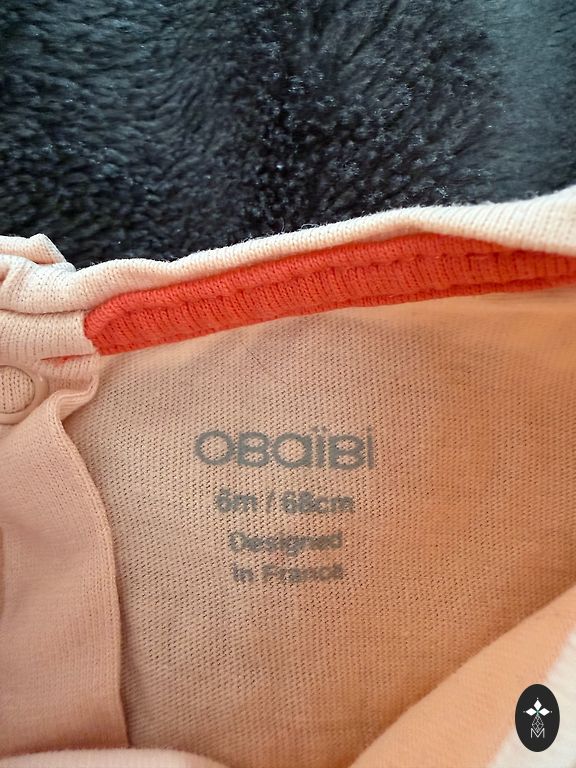 OBaïBi
6m / 68cm
Designed
in France
M